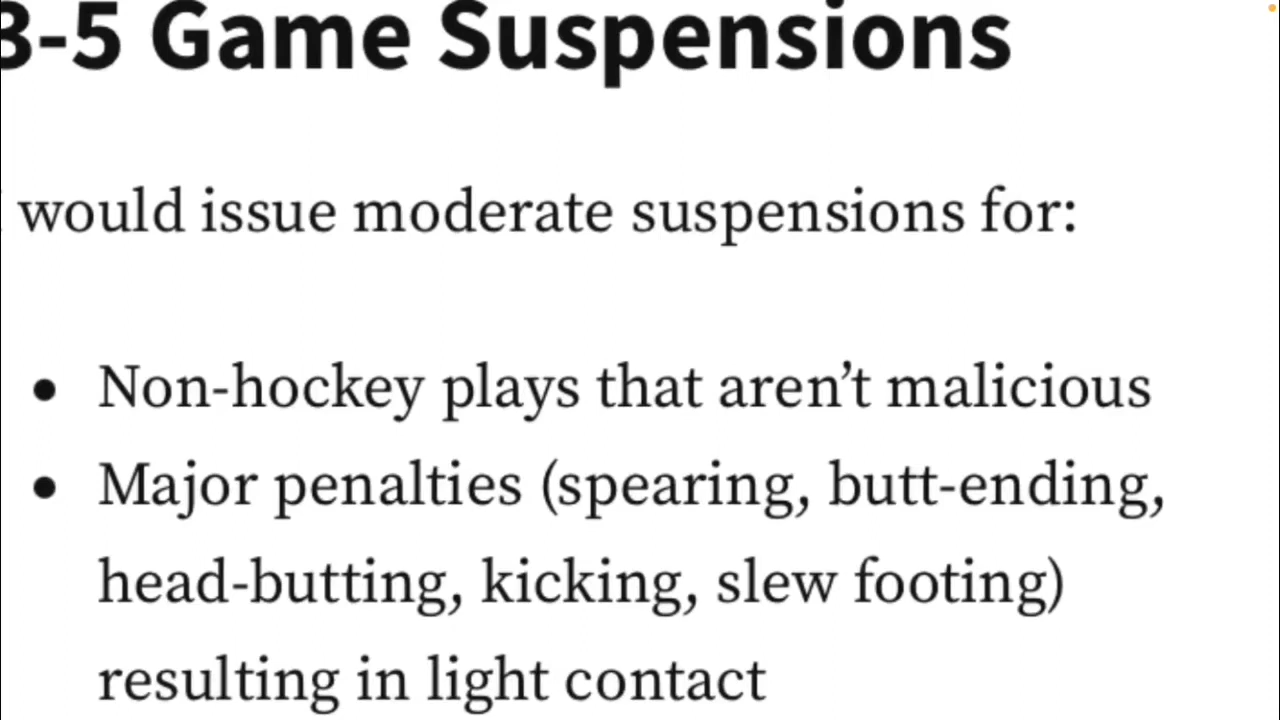 3-5 Game Suspensions
would issue moderate suspensions for:
• Non-hockey plays that aren’t malicious
• Major penalties (spearing, butt-ending,
head-butting, kicking, slew footing)
resulting in light contact